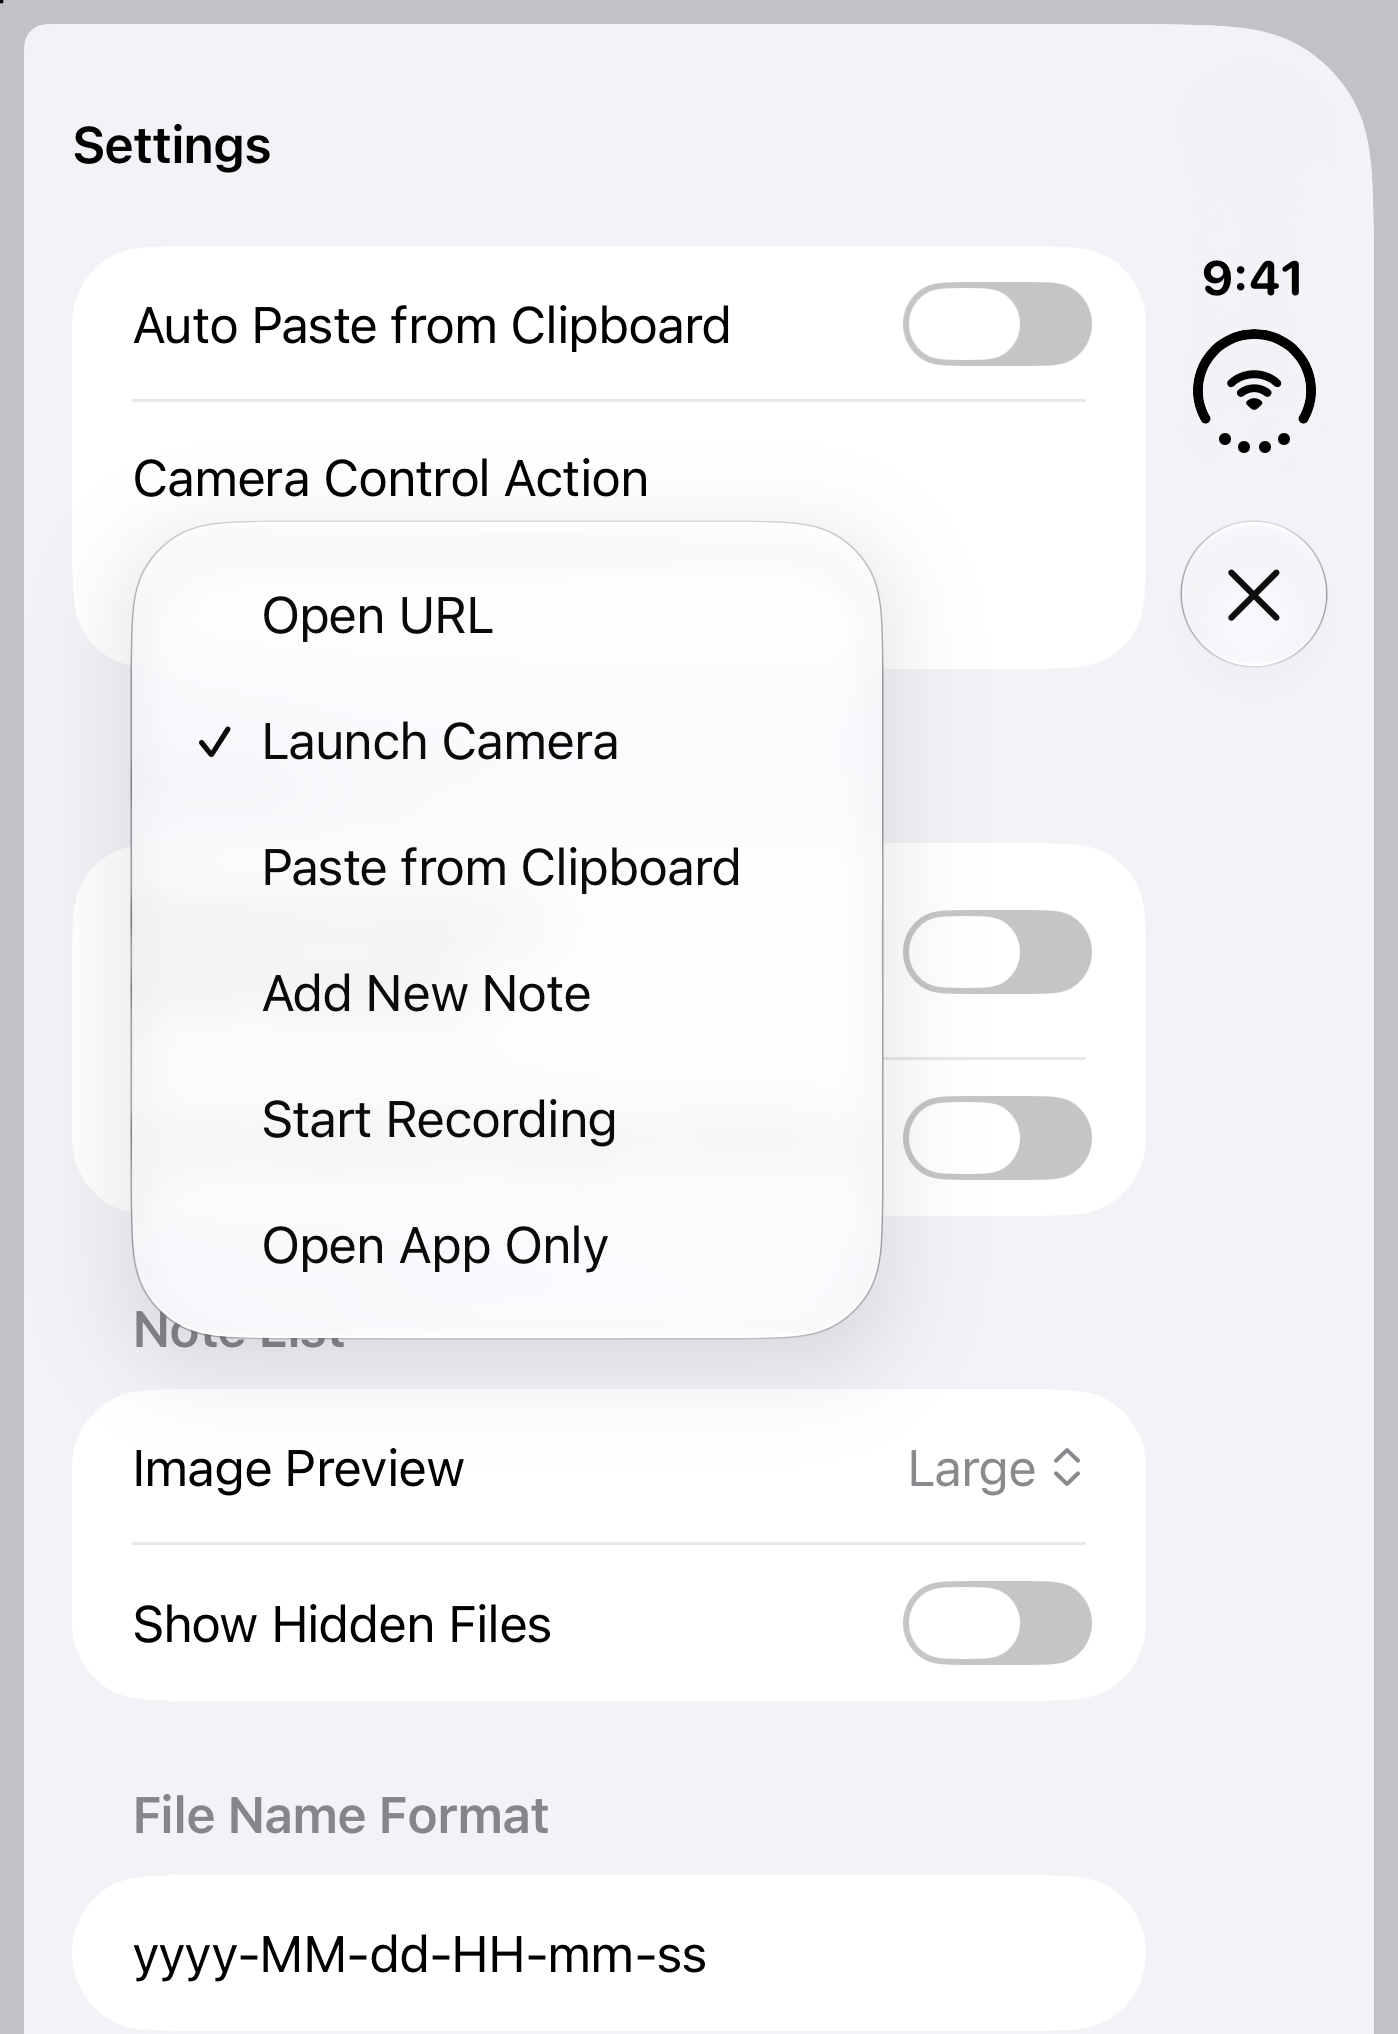 Settings
9:41
Auto Paste from Clipboard
Camera Control Action
Open URL
Launch Camera
Paste from Clipboard
Add New Note
Start Recording
Open App Only
Note List
Image Preview
Large
Show Hidden Files
File Name Format
yyyy-MM-dd-HH-mm-ss